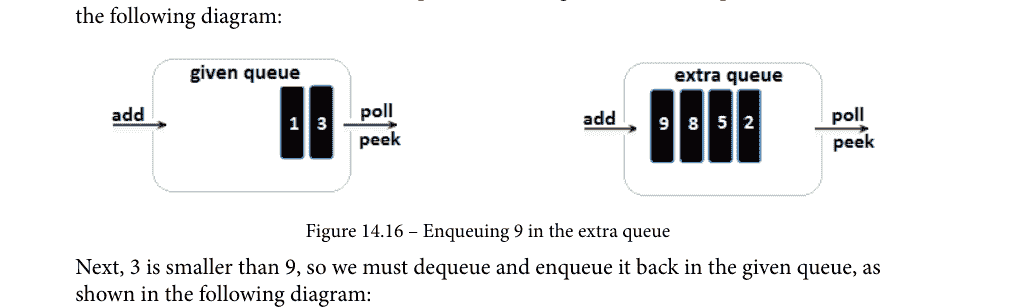 the following diagram:
given queue
add
1 3
poll
peek
extra queue
add
9 8 5 2
poll
peek
Figure 14.16 – Enqueuing 9 in the extra queue
Next, 3 is smaller than 9, so we must dequeue and enqueue it back in the given queue, as
shown in the following diagram: